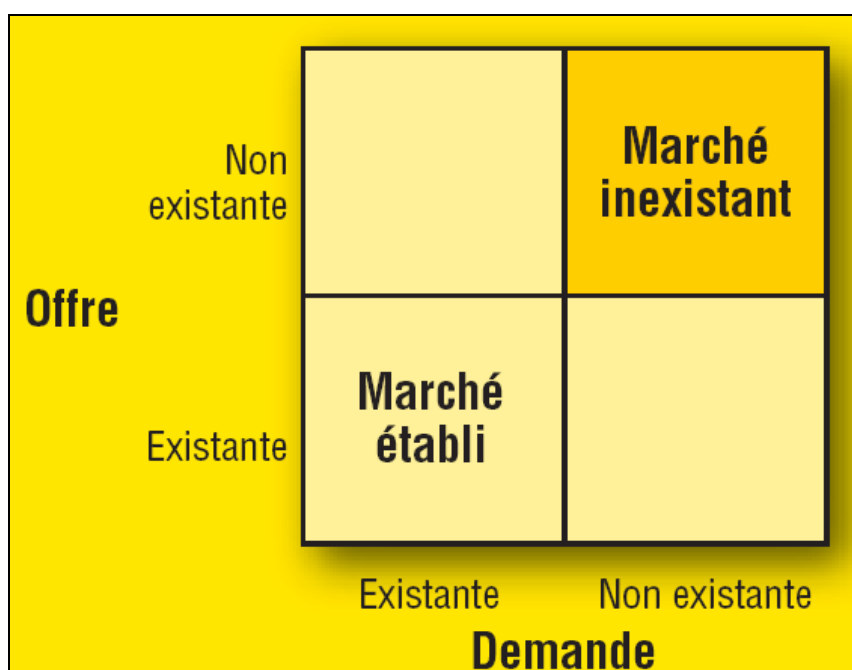 Non
existante
Marché
inexistant
Offre
Existante
Marché
établi
Existante
Non existante
Demande